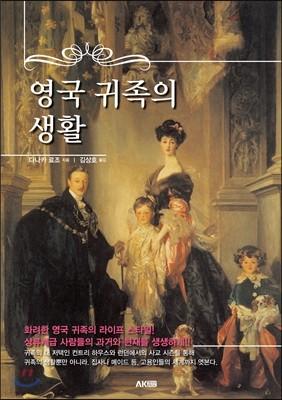 영국 귀족의
생활
다나카 료조 지음 | 김상호 옮김
화려한 영국 귀족의 라이프 스타일!
상류계급 사람들의 과거와 현재를 생생하게!!
귀족의 대 저택인 컨트리 하우스와 런던에서의 사교 시즌을 통해
귀족의 생활뿐만 아니라, 집사나 메이드 등, 고용인들의 세계까지 엿본다.